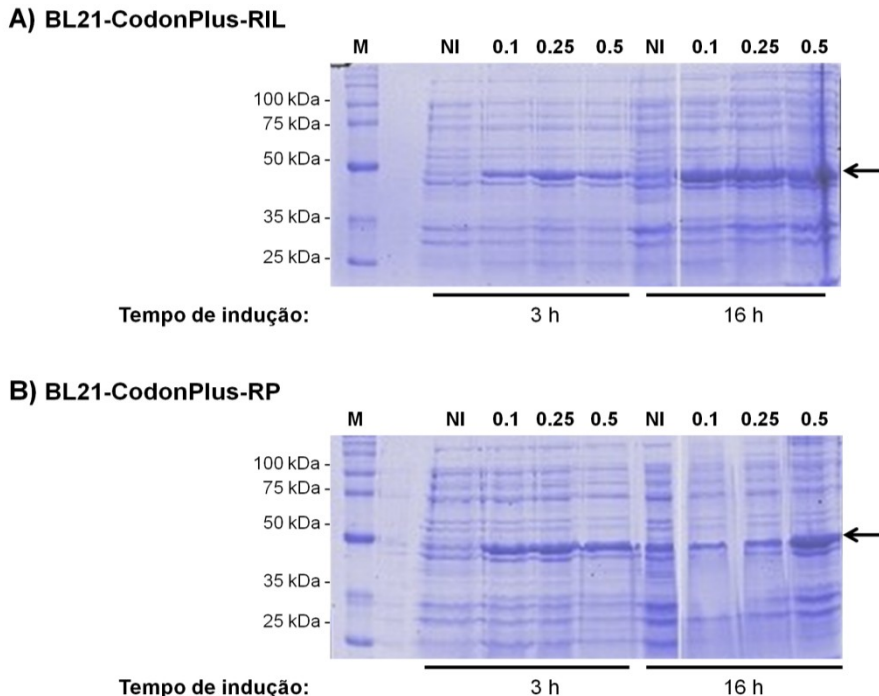 A) BL21-CodonPlus-RIL
M NI 0.1 0.25 0.5 NI 0.1 0.25 0.5
100 kDa -
75 kDa -
50 kDa -
35 kDa -
25 kDa -
Tempo de indução: 3 h 16 h
B) BL21-CodonPlus-RP
M NI 0.1 0.25 0.5 NI 0.1 0.25 0.5
100 kDa -
75 kDa -
50 kDa -
35 kDa -
25 kDa -
Tempo de indução: 3 h 16 h